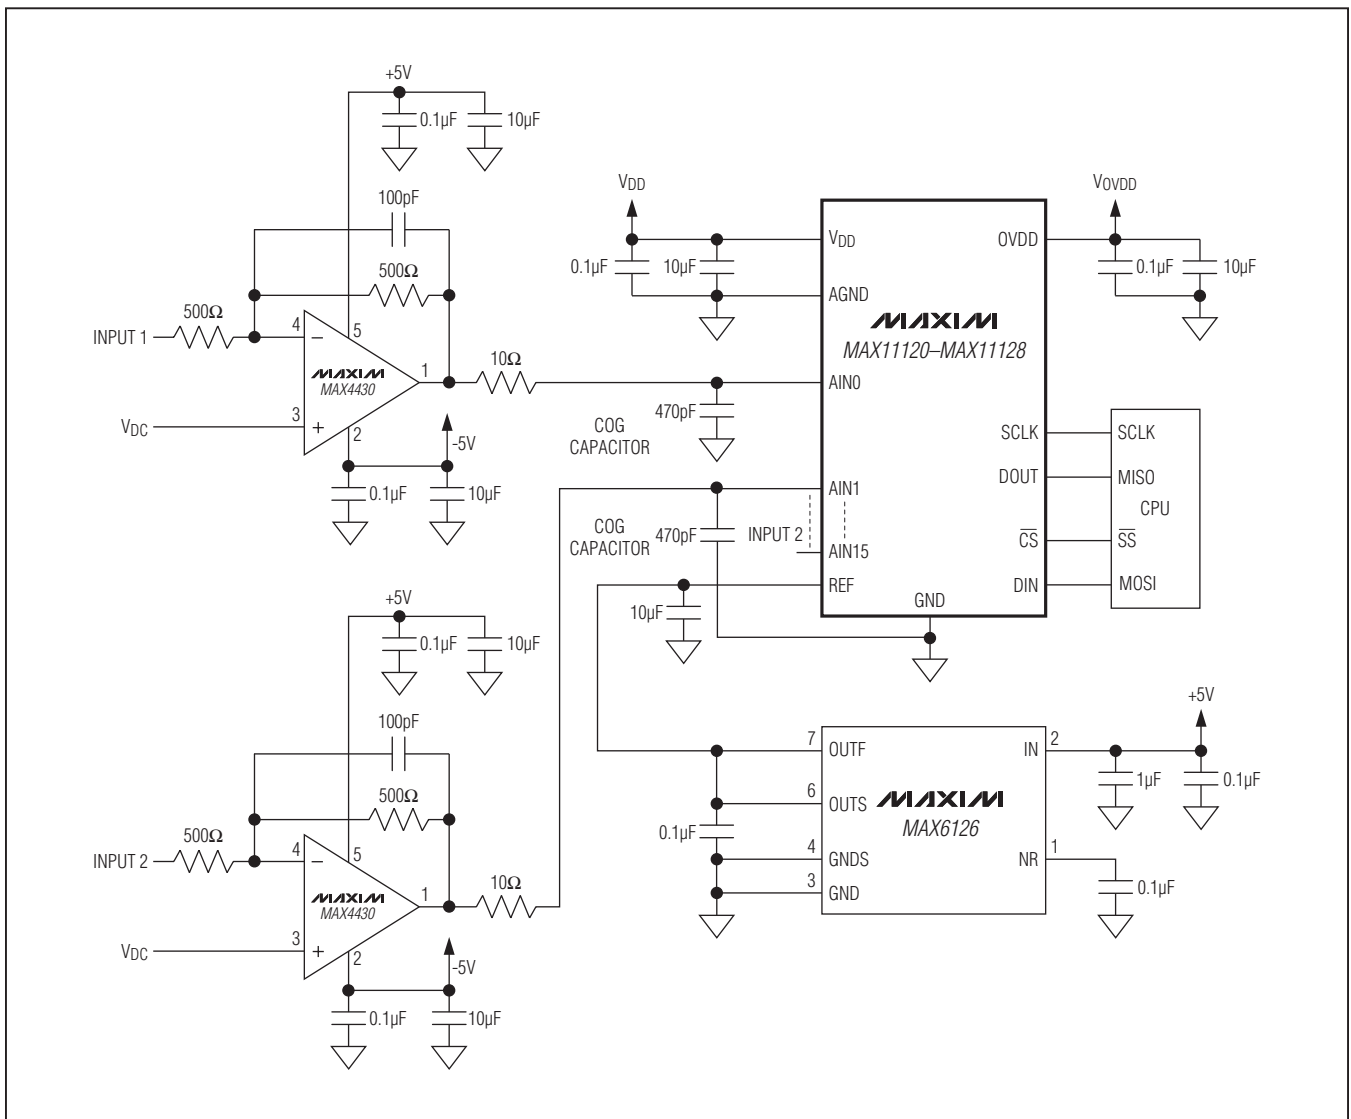 +5V
0.1µF
10µF
100pF
500Ω
500Ω
INPUT 1
4
−
5
MAXIM
MAX4430
1
10Ω
3
+
2
VDC
-5V
0.1µF
10µF
VDD
0.1µF
10µF
VDD
AGND
MAXIM
MAX11120–MAX11128
AIN0
470pF
COG
CAPACITOR
AIN1
COG
CAPACITOR
470pF
INPUT 2
AIN15
REF
10µF
GND
VOVDD
OVDD
0.1µF
10µF
SCLK
SCLK
DOUT
MISO
CPU
CS
SS
DIN
MOSI
+5V
0.1µF
10µF
100pF
500Ω
500Ω
INPUT 2
4
−
5
MAXIM
MAX4430
1
10Ω
3
+
2
VDC
-5V
0.1µF
10µF
7
OUTF
6
OUTS
0.1µF
4
GNDS
3
GND
MAXIM
MAX6126
IN
2
+5V
1µF
0.1µF
NR
1
0.1µF